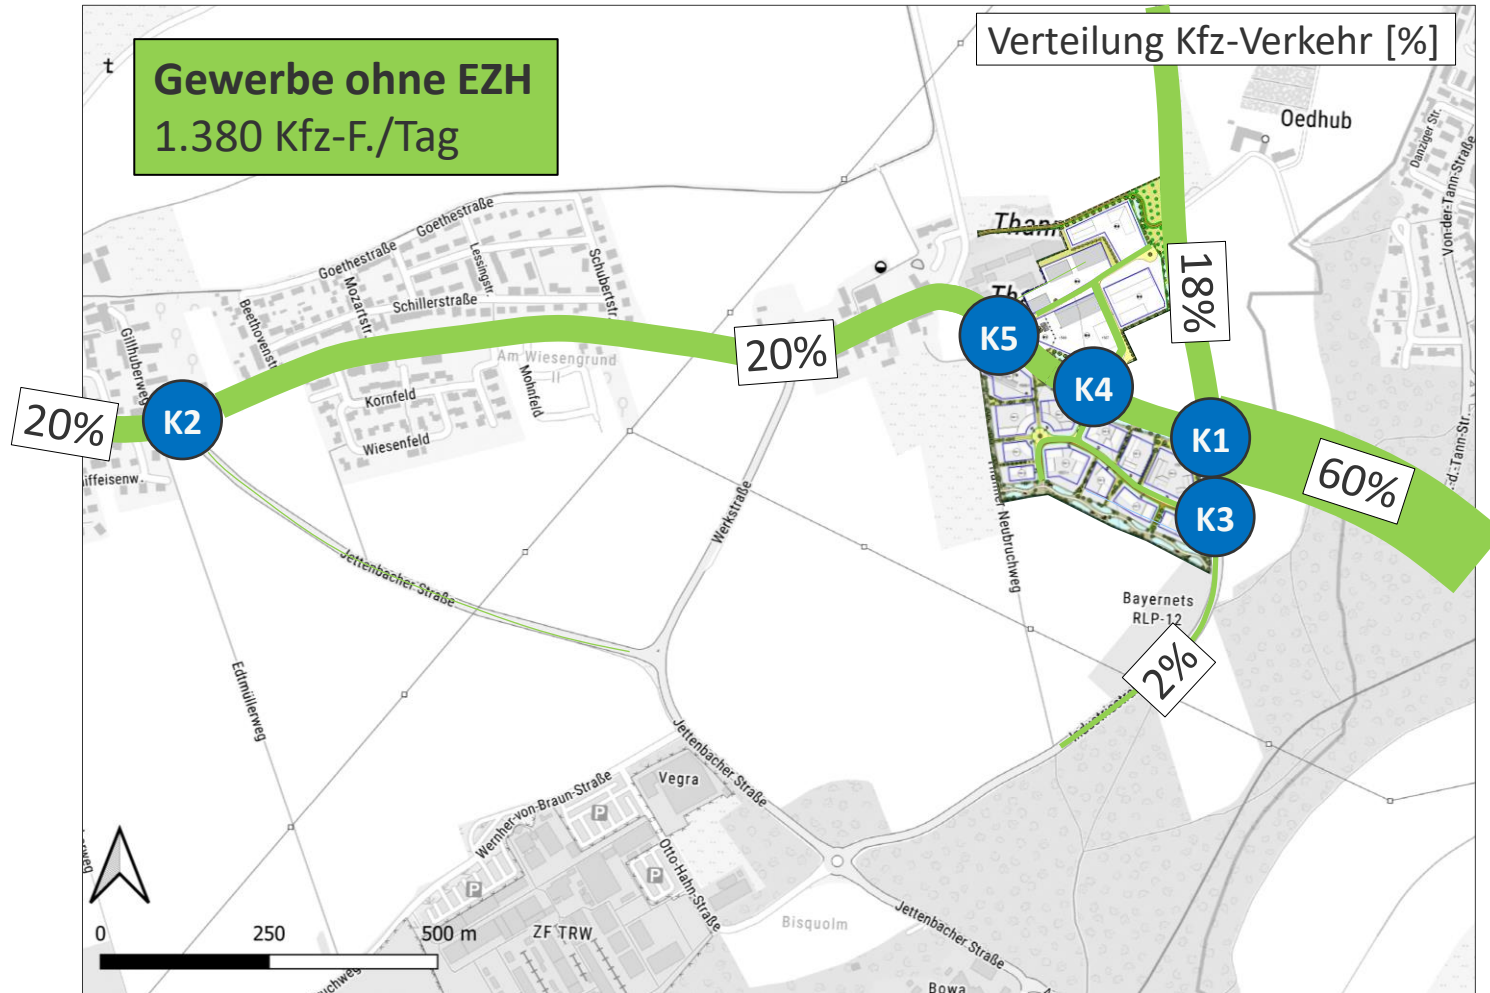 Verteilung Kfz-Verkehr [%]
Gewerbe ohne EZH
1.380 Kfz-F./Tag
t
Oedhub
Danziger Str.
Von-der-Tann-Straße
Goethestraße
Goethestraße
Lessingstr.
Schubertstr.
Mozartstr.
Schillerstraße
Beethovenstr.
Gillhuberweg
Am Wiesengrund
II
Kornfeld
Mohnfeld
Wiesenfeld
18%
K5
20%
K4
20%
K2
K1
60%
K3
Werkstraße
Jettenbacher Straße
Bayernets
RLP-12
2%
Edtmüllerweg
Jettenbacher Straße
Vegra
Wernher-von-Braun-Straße
P
P
P
Otto-Hahn-Straße
Bisquolm
Jettenbacher Straße
ZF TRW
Bowa
0 250 500 m